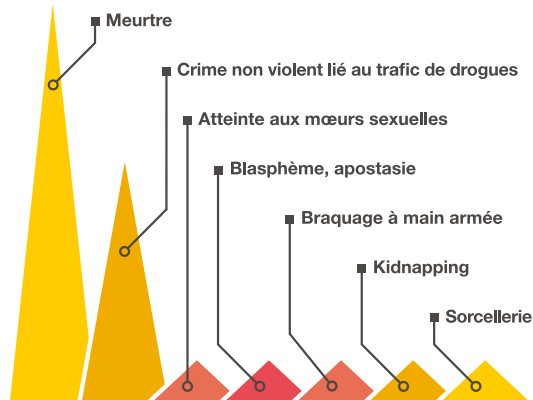 Meurtre
Crime non violent lié au trafic de drogues
Atteinte aux mœurs sexuelles
Blasphème, apostasie
Braquage à main armée
Kidnapping
Sorcellerie